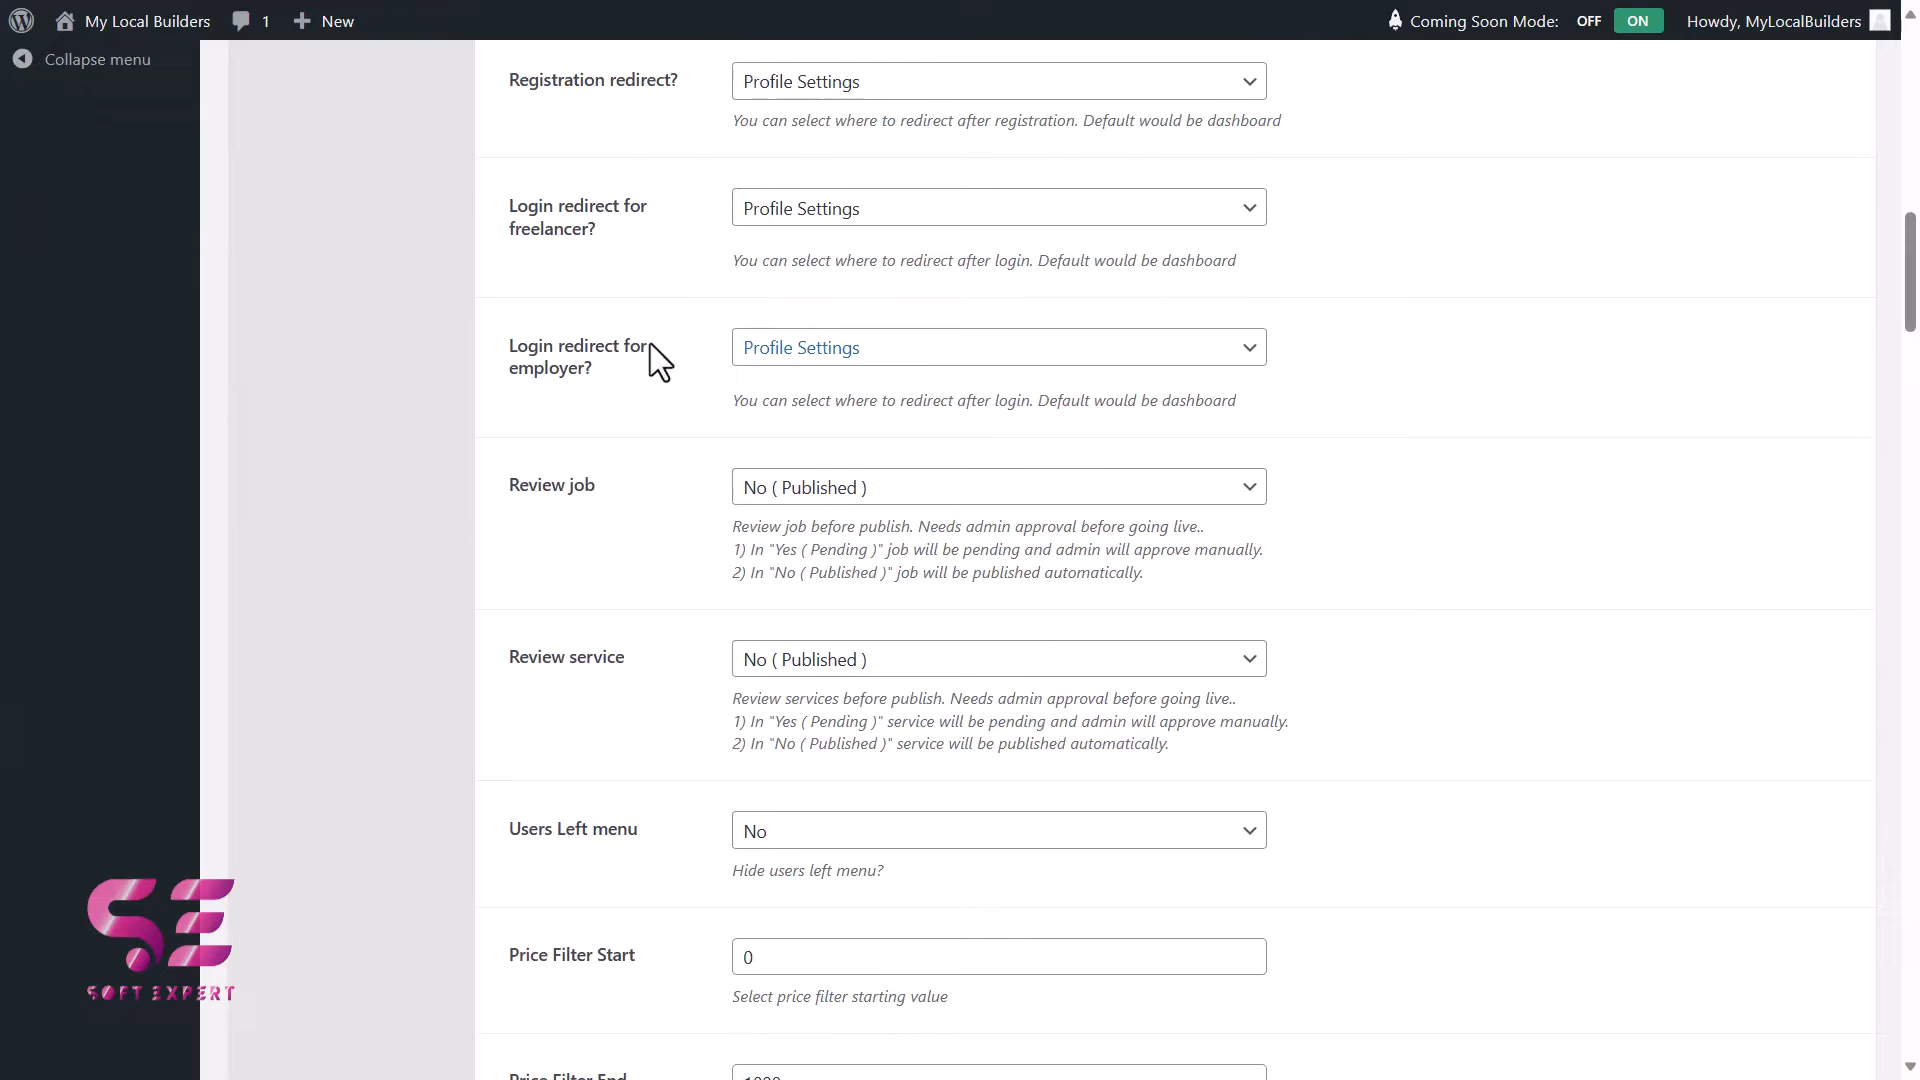 My Local Builders 1 New Coming Soon Mode: OFF ON Howdy, MyLocalBuilders
Collapse menu
Registration redirect? Profile Settings
You can select where to redirect after registration. Default would be dashboard
Login redirect for
freelancer?
Profile Settings
You can select where to redirect after login. Default would be dashboard
Login redirect for
employer?
Profile Settings
You can select where to redirect after login. Default would be dashboard
Review job No ( Published )
Review job before publish. Needs admin approval before going live..
1) In "Yes ( Pending )" job will be pending and admin will approve manually.
2) In "No ( Published )" job will be published automatically.
Review service No ( Published )
Review services before publish. Needs admin approval before going live..
1) In "Yes ( Pending )" service will be pending and admin will approve manually.
2) In "No ( Published )" service will be published automatically.
Users Left menu No
Hide users left menu?
Price Filter Start 0
Select price filter starting value
Price Filter End
SE
SOFT EXPERT